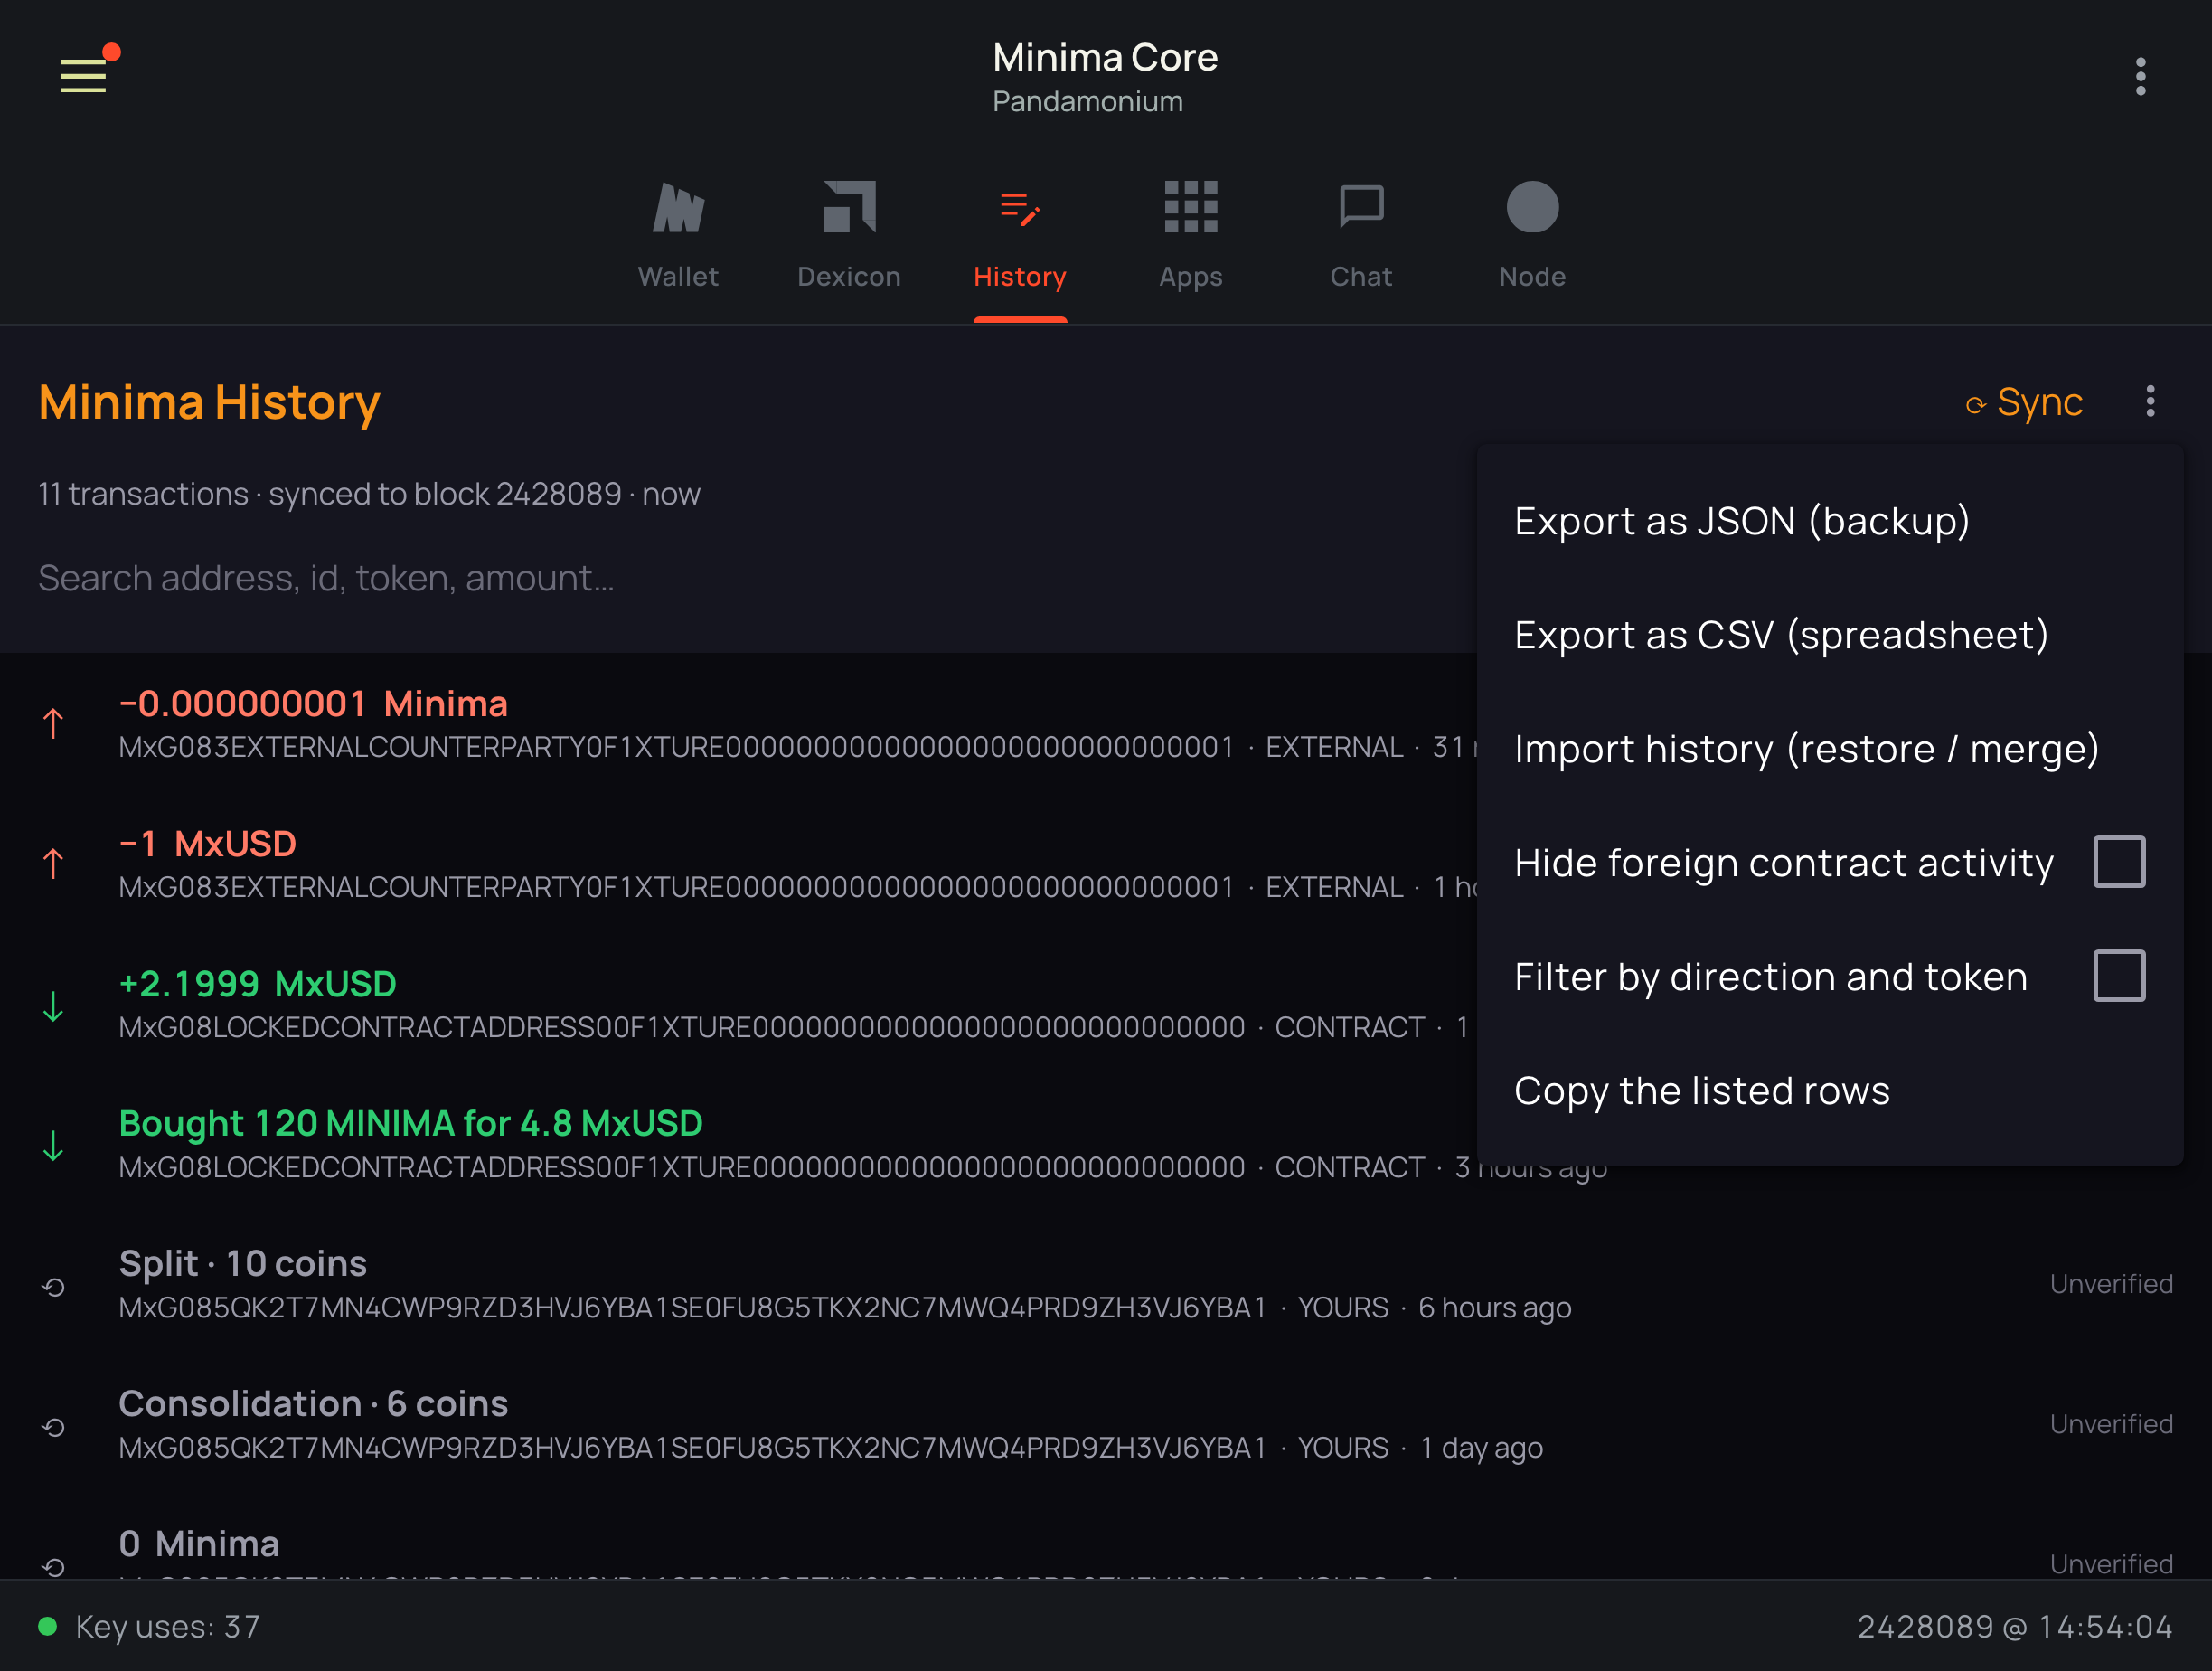 Minima Core
Pandamonium
Wallet
Dexicon
History
Apps
Chat
Node
Minima History
Sync
11 transactions · synced to block 2428089 · now
Search address, id, token, amount...
Export as JSON (backup)
Export as CSV (spreadsheet)
Import history (restore / merge)
Hide foreign contract activity
Filter by direction and token
Copy the listed rows
−0.000000001 Minima
MxG083EXTERNALCOUNTERPARTY0F1XTURE00000000000000000000000000001 · EXTERNAL · 31
−1 MxUSD
MxG083EXTERNALCOUNTERPARTY0F1XTURE00000000000000000000000000001 · EXTERNAL · 1
+2.1999 MxUSD
MxG08LOCKEDCONTRACTADDRESS00F1XTURE0000000000000000000000000000 · CONTRACT · 1
Bought 120 MINIMA for 4.8 MxUSD
MxG08LOCKEDCONTRACTADDRESS00F1XTURE0000000000000000000000000000 · CONTRACT · 3 hours ago
Split · 10 coins
MxG085QK2T7MN4CWP9RZD3HVJ6YBA1SE0FU8G5TKX2NC7MWQ4PRD9ZH3VJ6YBA1 · YOURS · 6 hours ago
Unverified
Consolidation · 6 coins
MxG085QK2T7MN4CWP9RZD3HVJ6YBA1SE0FU8G5TKX2NC7MWQ4PRD9ZH3VJ6YBA1 · YOURS · 1 day ago
Unverified
0 Minima
Unverified
Key uses: 37
2428089 @ 14:54:04